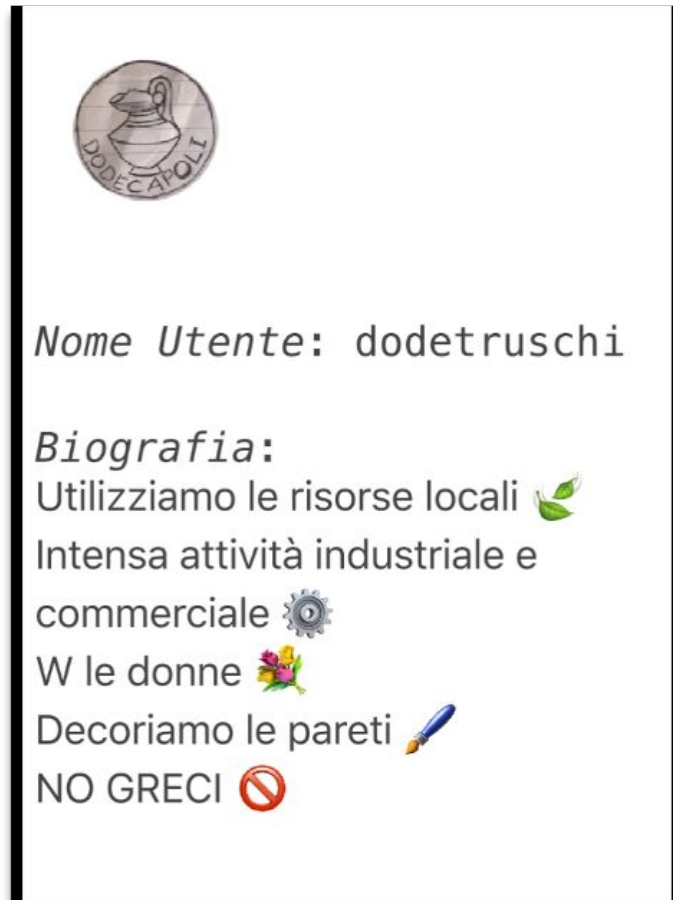 DODECAPOLI
Nome Utente: dodetruschi
Biografia:
Utilizziamo le risorse locali 🍃
Intensa attività industriale e
commerciale ⚙️
W le donne 💐
Decoriamo le pareti 🖌️
NO GRECI 🚫